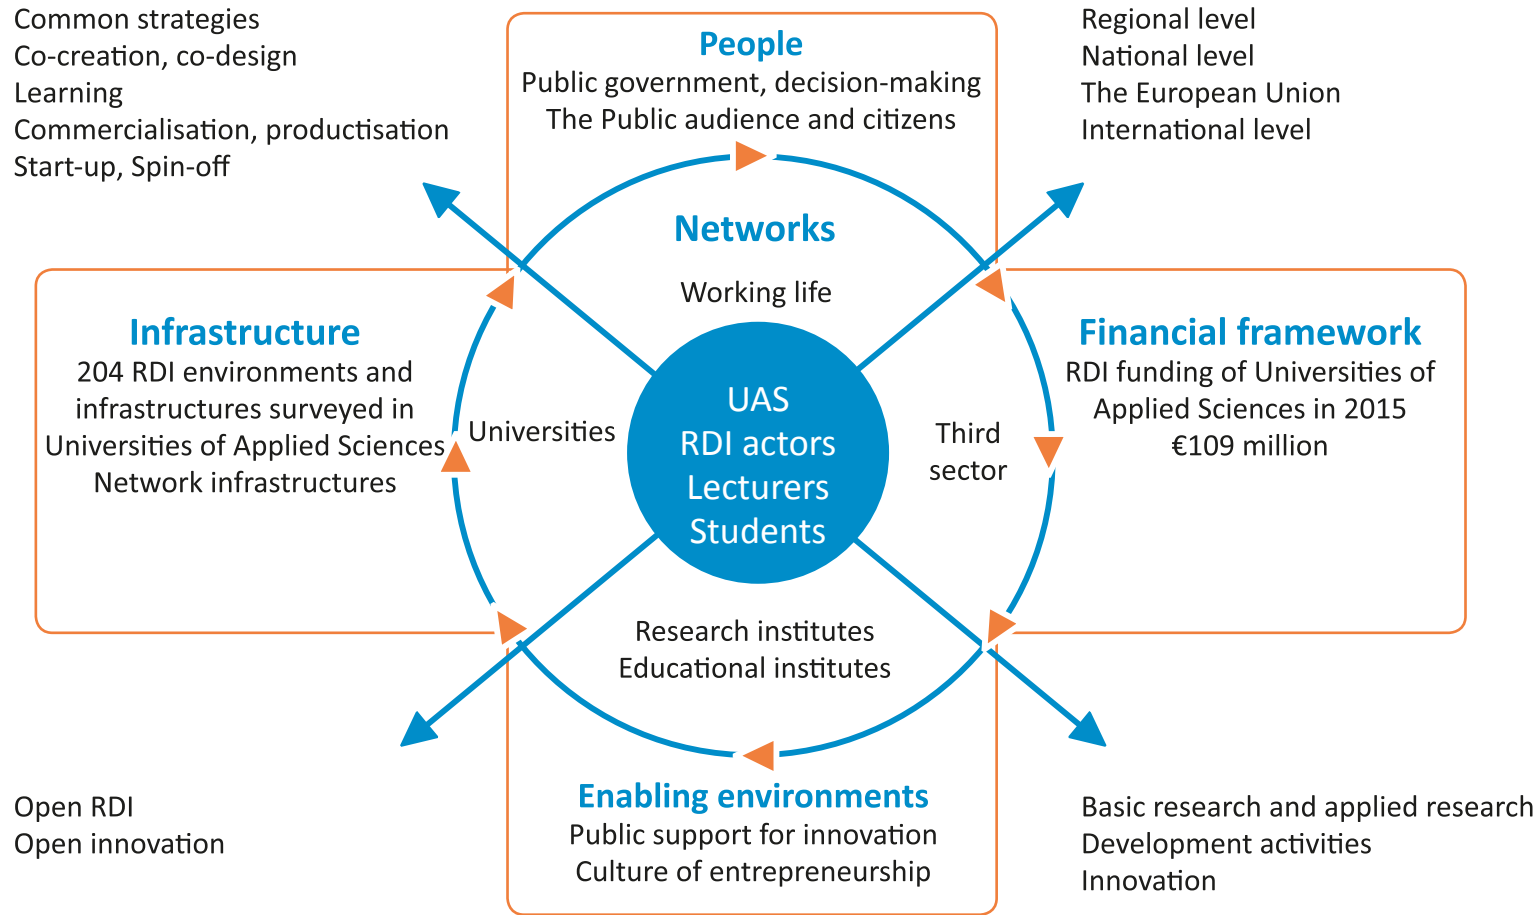 Common strategies
Co-creation, co-design
Learning
Commercialisation, productisation
Start-up, Spin-off
People
Public government, decision-making
The Public audience and citizens
Regional level
National level
The European Union
International level
Networks
Working life
Infrastructure
204 RDI environments and
infrastructures surveyed in
Universities of Applied Sciences
Network infrastructures
Universities
UAS
RDI actors
Lecturers
Students
Third
sector
Financial framework
RDI funding of Universities of
Applied Sciences in 2015
€109 million
Research institutes
Educational institutes
Enabling environments
Public support for innovation
Culture of entrepreneurship
Open RDI
Open innovation
Basic research and applied research
Development activities
Innovation